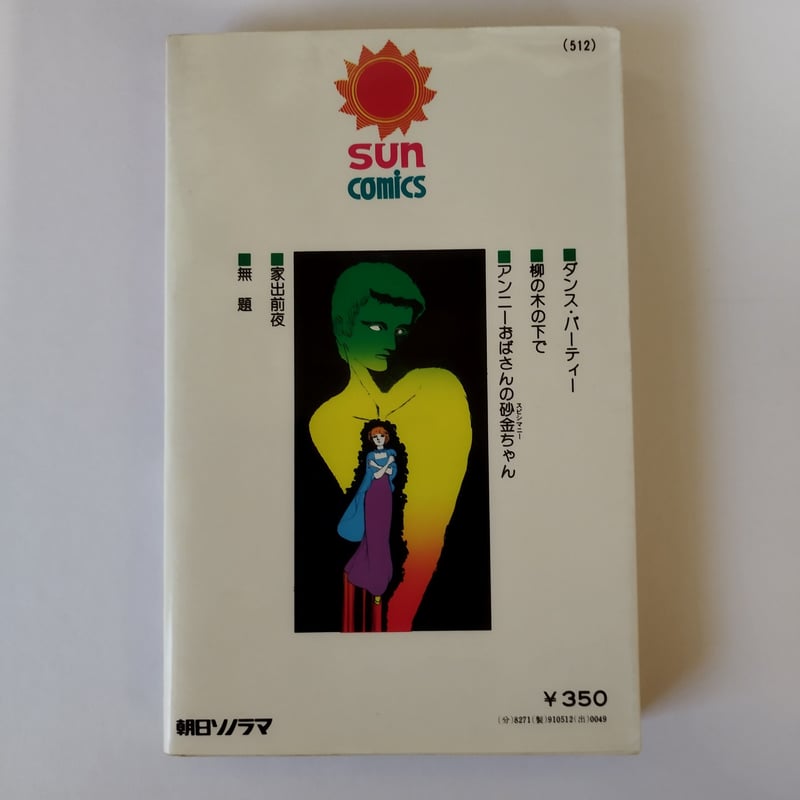 (512)
sun
comics
■ダンス・パーティー
■柳の木の下で
■アンニーおばさんの砂金ちゃん
スピンマニー
■家出前夜
■無題
¥350
(分)8271(製)910512(出)0049
朝日ソノラマ